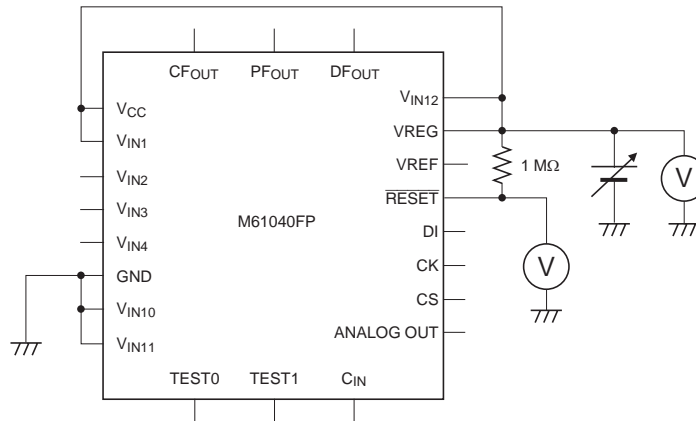 CFOUT PFOUT DFOUT
VCC
VIN1
VIN2
VIN3
VIN4
GND
VIN10
VIN11
M61040FP
VIN12
VREG
VREF
RESET
DI
CK
CS
ANALOG OUT
1 MΩ
V
V
TEST0 TEST1 CIN